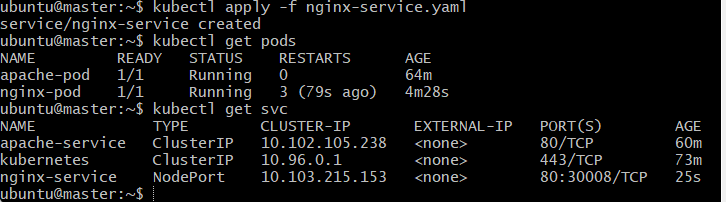 ubuntu@master:~$ kubectl apply -f nginx-service.yaml
service/nginx-service created
ubuntu@master:~$ kubectl get pods
NAME READY STATUS RESTARTS AGE
apache-pod 1/1 Running 0 64m
nginx-pod 1/1 Running 3 (79s ago) 4m28s
ubuntu@master:~$ kubectl get svc
NAME TYPE CLUSTER-IP EXTERNAL-IP PORT(S) AGE
apache-service ClusterIP 10.102.105.238 <none> 80/TCP 60m
kubernetes ClusterIP 10.96.0.1 <none> 443/TCP 73m
nginx-service NodePort 10.103.215.153 <none> 80:30008/TCP 25s
ubuntu@master:~$